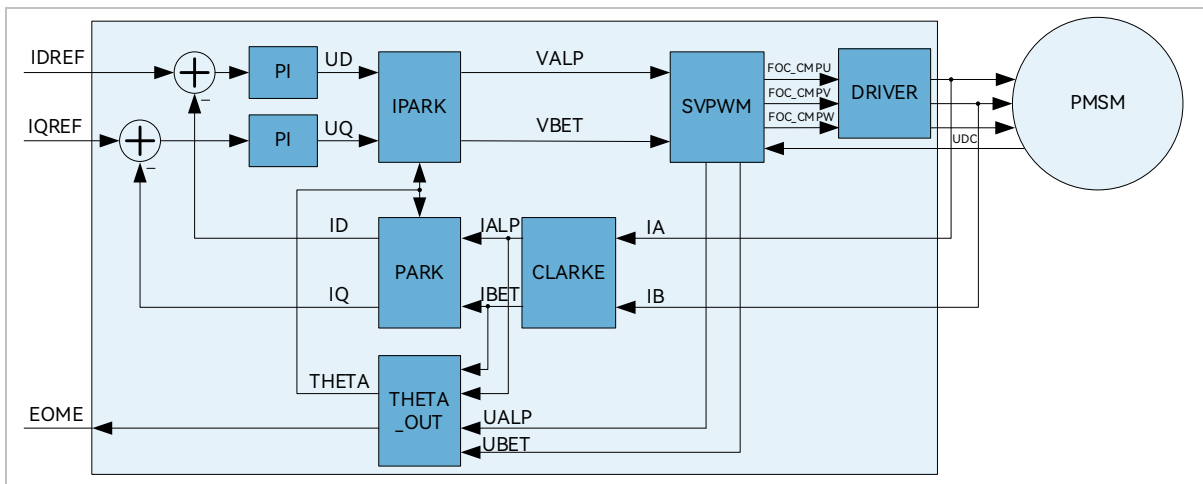 IDREF
PI
UD
IPARK
VALP
SVPWM
FOC_CMPU
FOC_CMPV
FOC_CMPW
DRIVER
PMSM
IQREF
PI
UQ
VBET
UDC
ID
PARK
IALP
CLARKE
IA
IQ
IBET
IB
THETA
THETA
_OUT
EOME
UALP
UBET